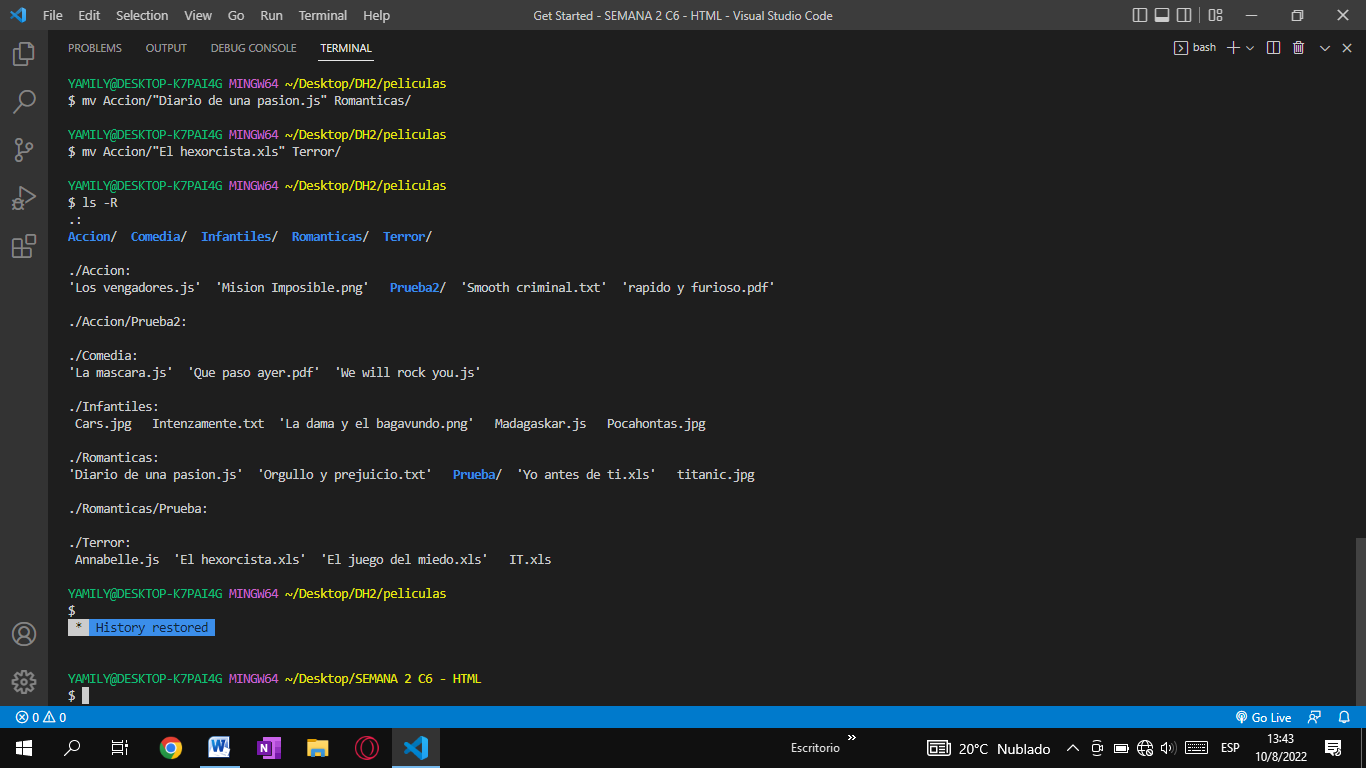 File Edit Selection View Go Run Terminal Help Get Started - SEMANA 2 C6 - HTML - Visual Studio Code
PROBLEMS OUTPUT DEBUG CONSOLE TERMINAL bash
YAMILY@DESKTOP-K7PAI4G MINGW64 ~/Desktop/DH2/peliculas
$ mv Accion/"Diario de una pasion.js" Romanticas/
YAMILY@DESKTOP-K7PAI4G MINGW64 ~/Desktop/DH2/peliculas
$ mv Accion/"El hexorcista.xls" Terror/
YAMILY@DESKTOP-K7PAI4G MINGW64 ~/Desktop/DH2/peliculas
$ ls -R
.:
Accion/ Comedia/ Infantiles/ Romanticas/ Terror/
./Accion:
'Los vengadores.js' 'Mision Imposible.png' Prueba2/ 'Smooth criminal.txt' 'rapido y furioso.pdf'
./Accion/Prueba2:
./Comedia:
'La mascara.js' 'Que paso ayer.pdf' 'We will rock you.js'
./Infantiles:
Cars.jpg Intenzamente.txt 'La dama y el bagavundo.png' Madagaskar.js Pocahontas.jpg
./Romanticas:
'Diario de una pasion.js' 'Orgullo y prejuicio.txt' Prueba/ 'Yo antes de ti.xls' titanic.jpg
./Romanticas/Prueba:
./Terror:
Annabelle.js 'El hexorcista.xls' 'El juego del miedo.xls' IT.xls
YAMILY@DESKTOP-K7PAI4G MINGW64 ~/Desktop/DH2/peliculas
$
* History restored
YAMILY@DESKTOP-K7PAI4G MINGW64 ~/Desktop/SEMANA 2 C6 - HTML
$
0 0 Go Live
Escritorio » 20°C Nublado ESP 13:43
10/8/2022